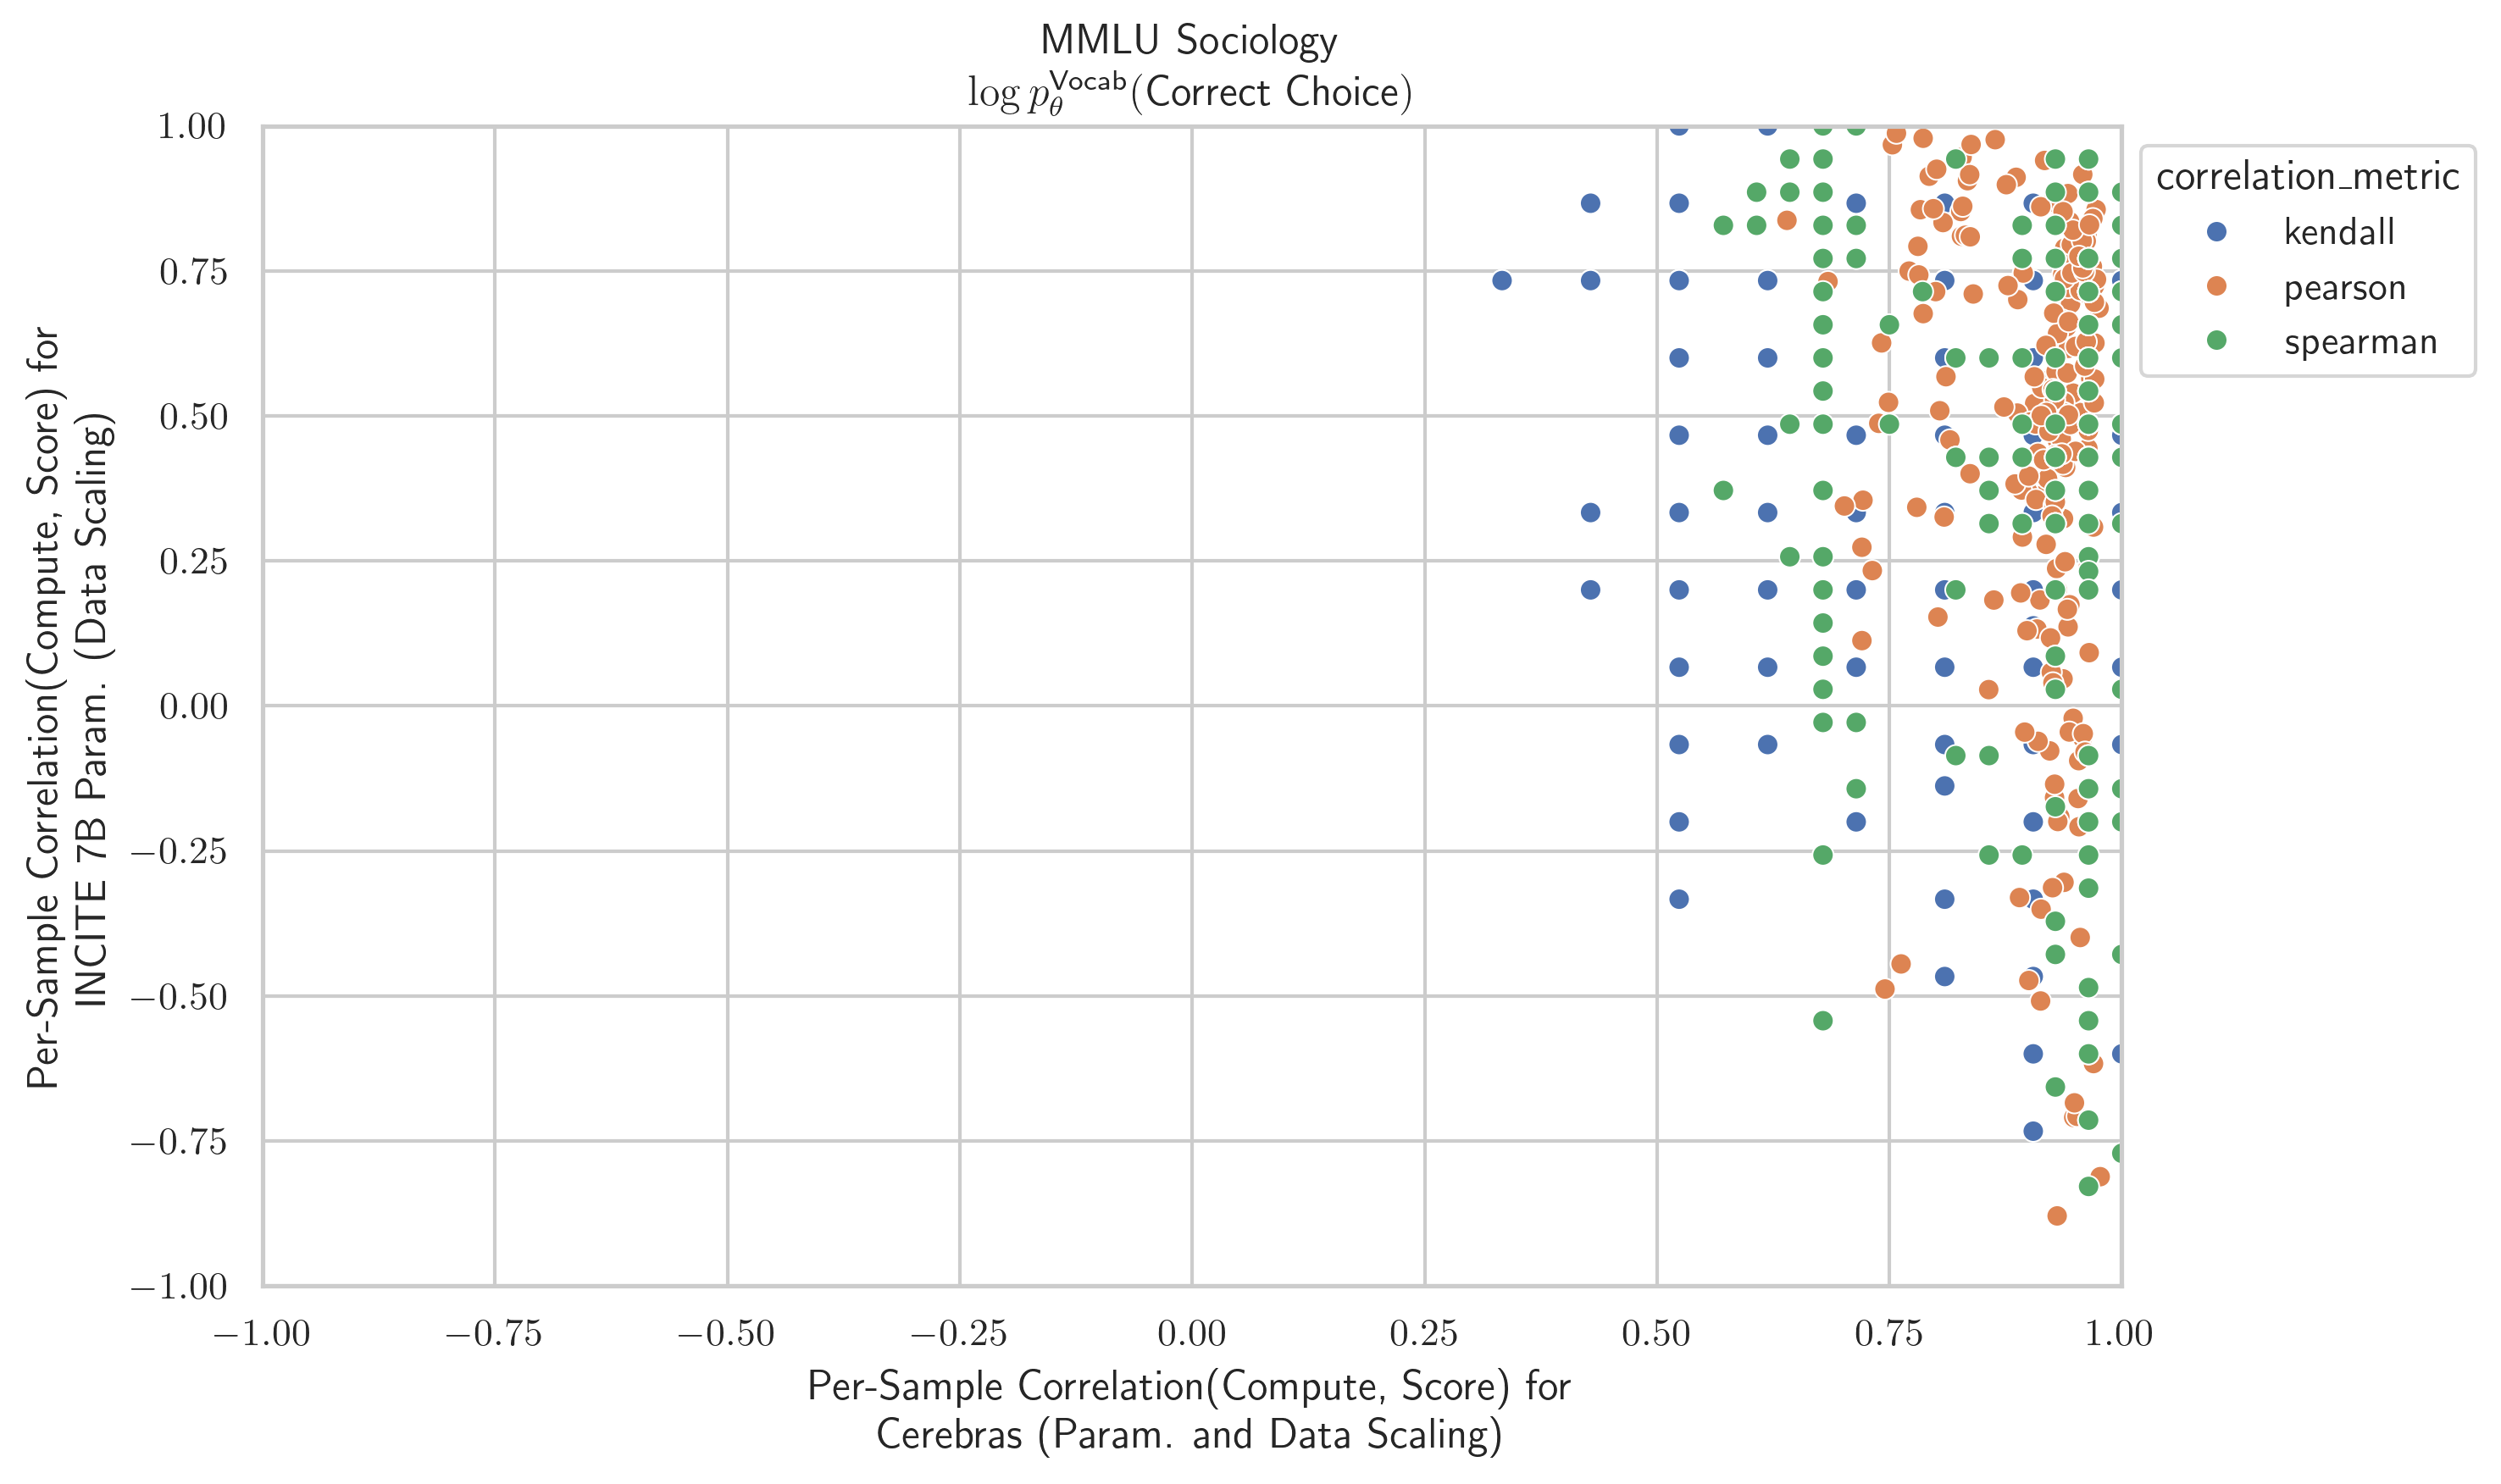 MMLU Sociology
log p_θ^Vocab(Correct Choice)
Per-Sample Correlation(Compute, Score) for
INCITE 7B Param. (Data Scaling)
1.00
0.75
0.50
0.25
0.00
−0.25
−0.50
−0.75
−1.00
−1.00 −0.75 −0.50 −0.25 0.00 0.25 0.50 0.75 1.00
Per-Sample Correlation(Compute, Score) for
Cerebras (Param. and Data Scaling)
correlation_metric
kendall
pearson
spearman